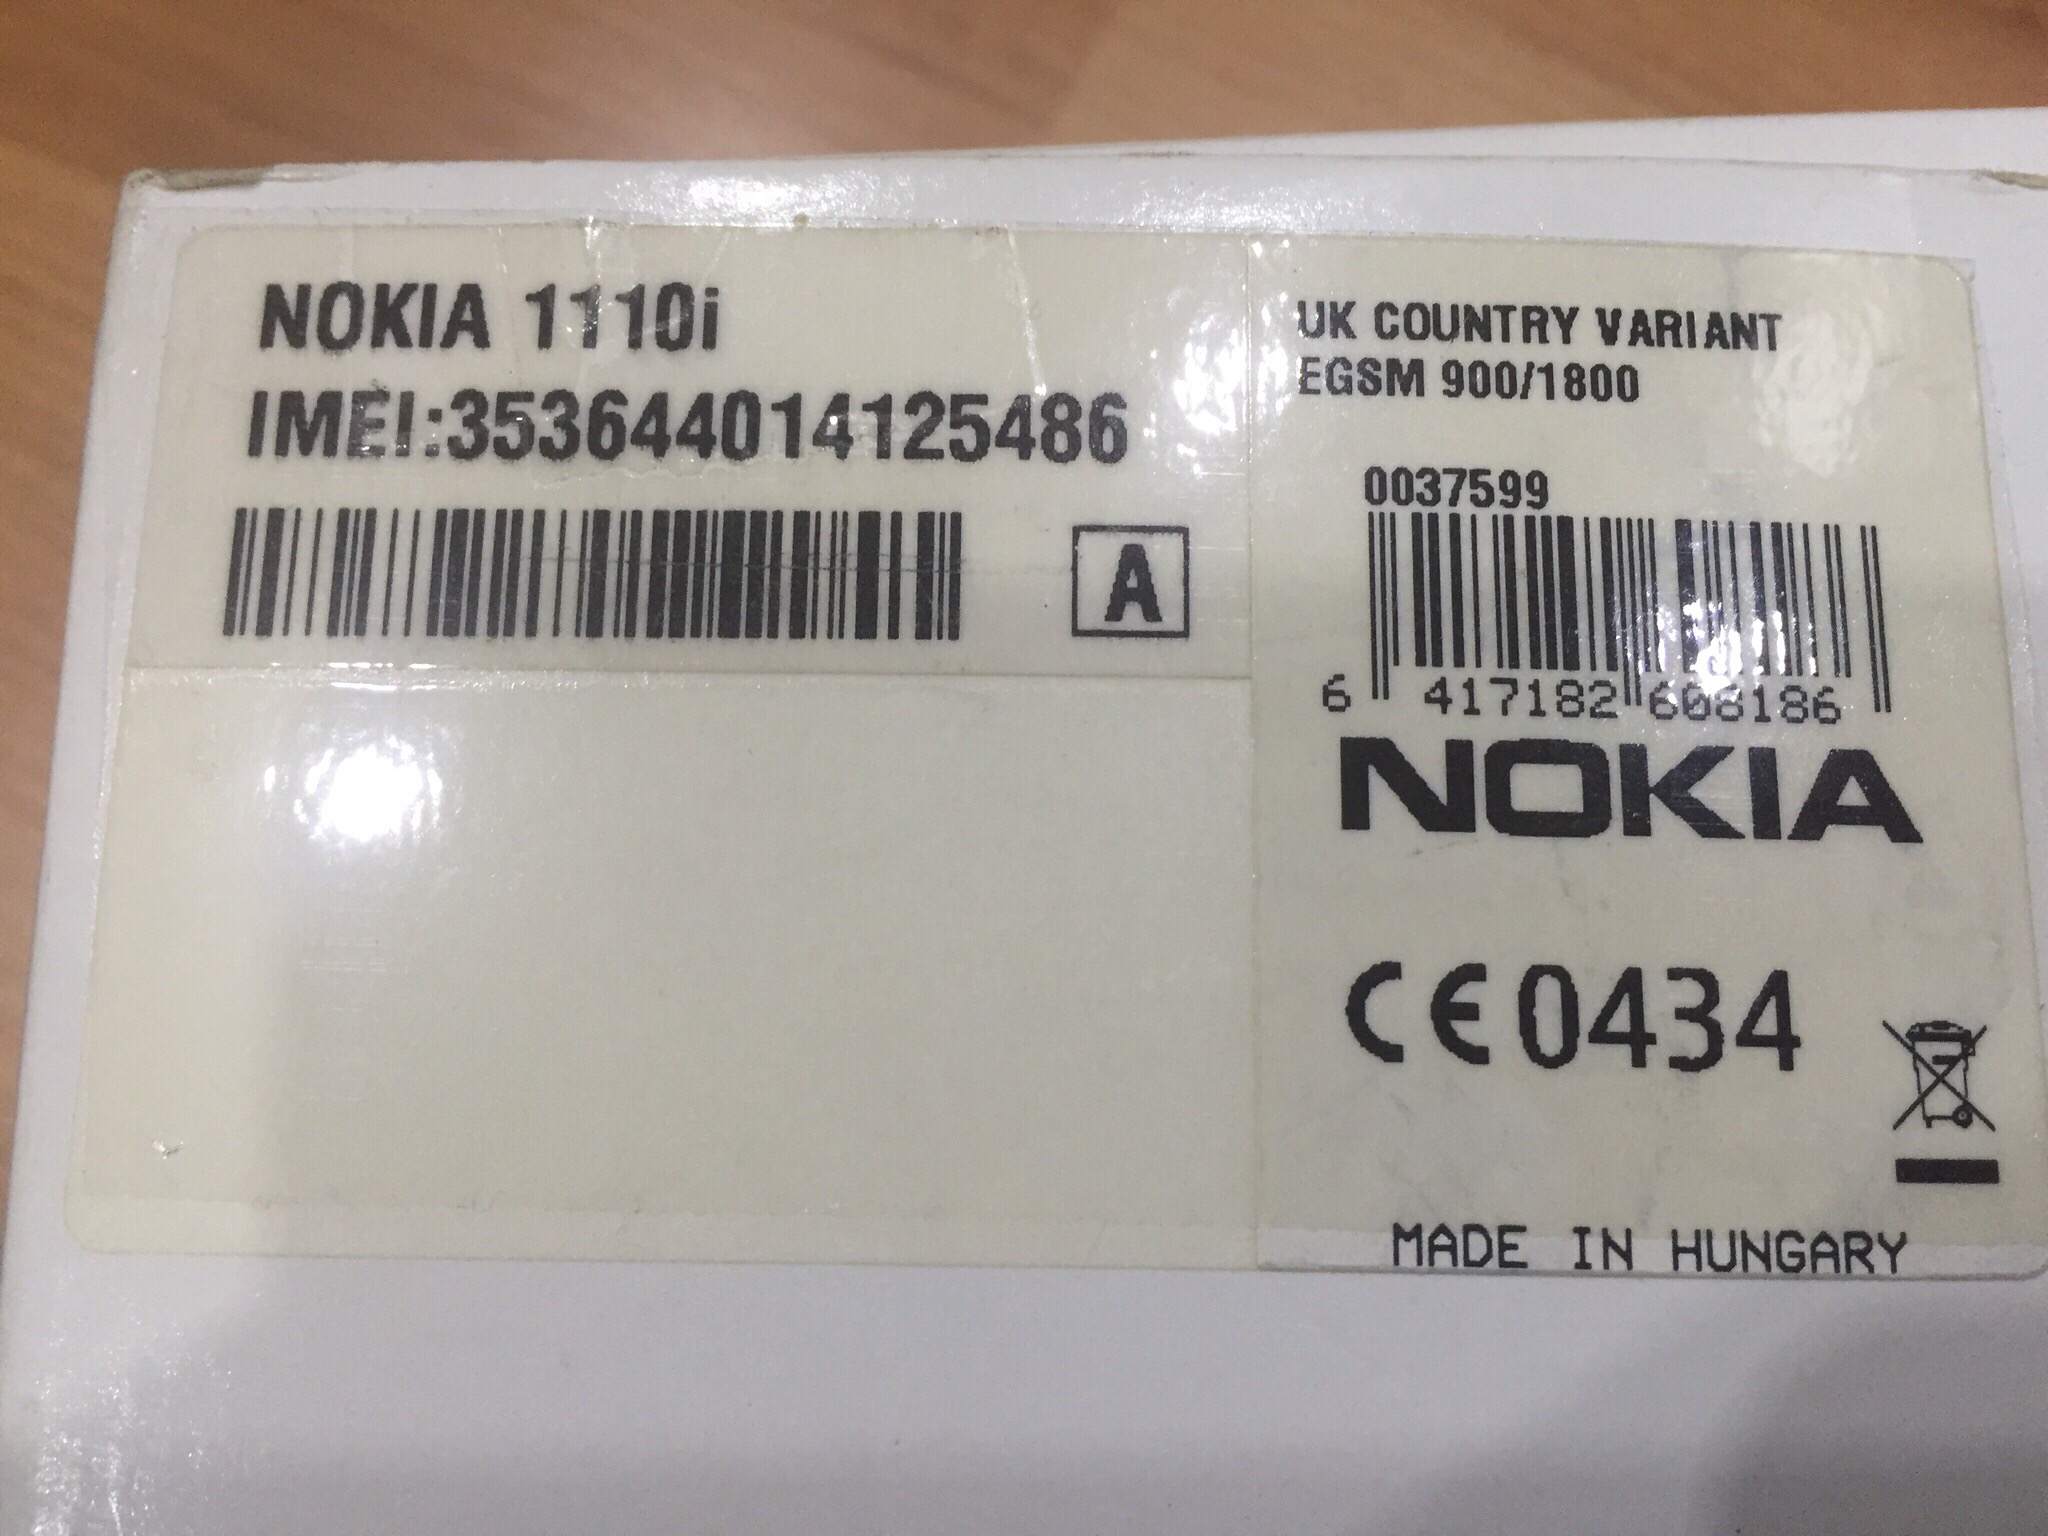 NOKIA 1110i
IMEI:353644014125486
A
UK COUNTRY VARIANT
EGSM 900/1800
0037599
6 417182 608186
NOKIA
CE0434
MADE IN HUNGARY